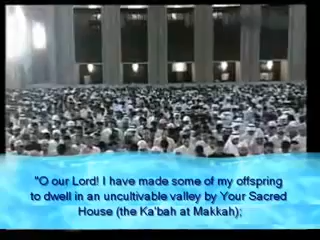 "O our Lord! I have made some of my offspring
to dwell in an uncultivable valley by Your Sacred
House (the Ka'bah at Makkah);